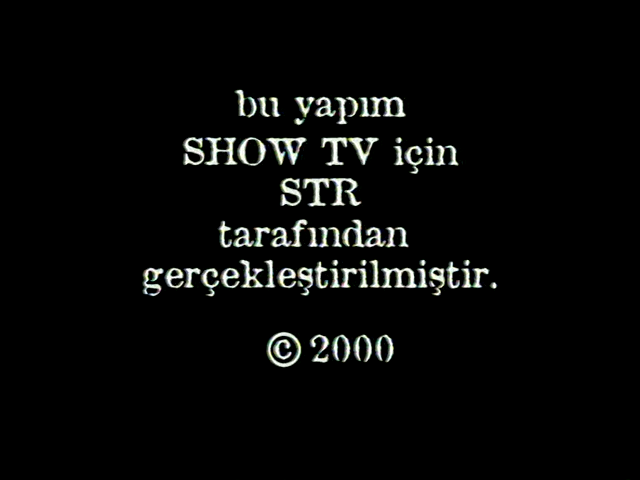 bu yapım
SHOW TV için
STR
tarafından
gerçekleştirilmiştir.
© 2000